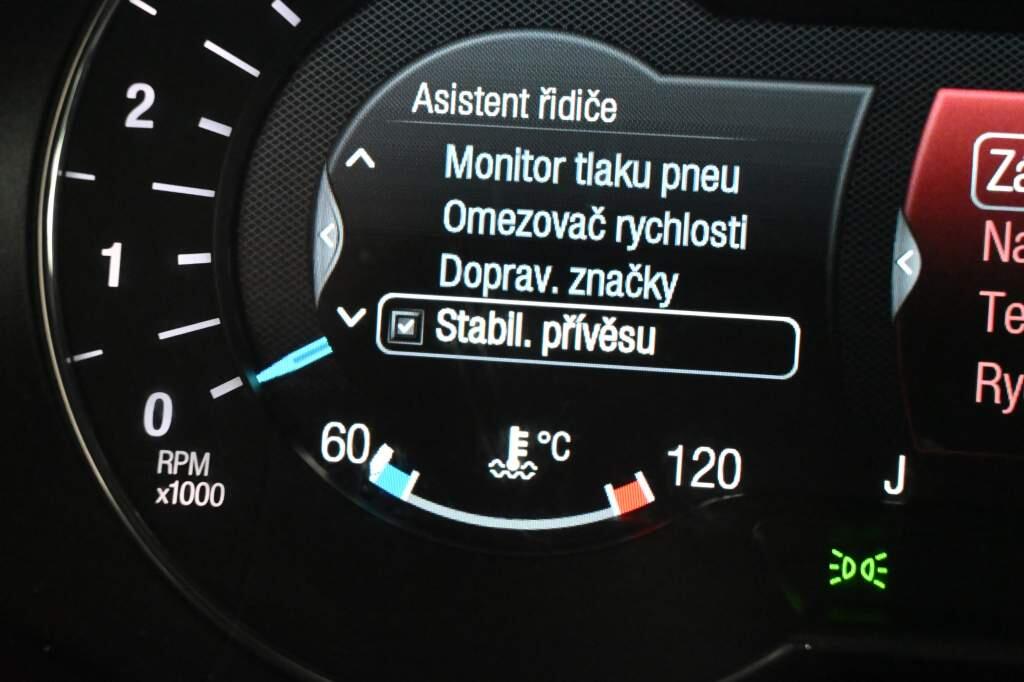 Asistent řidiče
Monitor tlaku pneu
Omezovač rychlosti
Doprav. značky
Stabil. přívěsu
2
1
0
RPM
x1000
60
°C
120
J